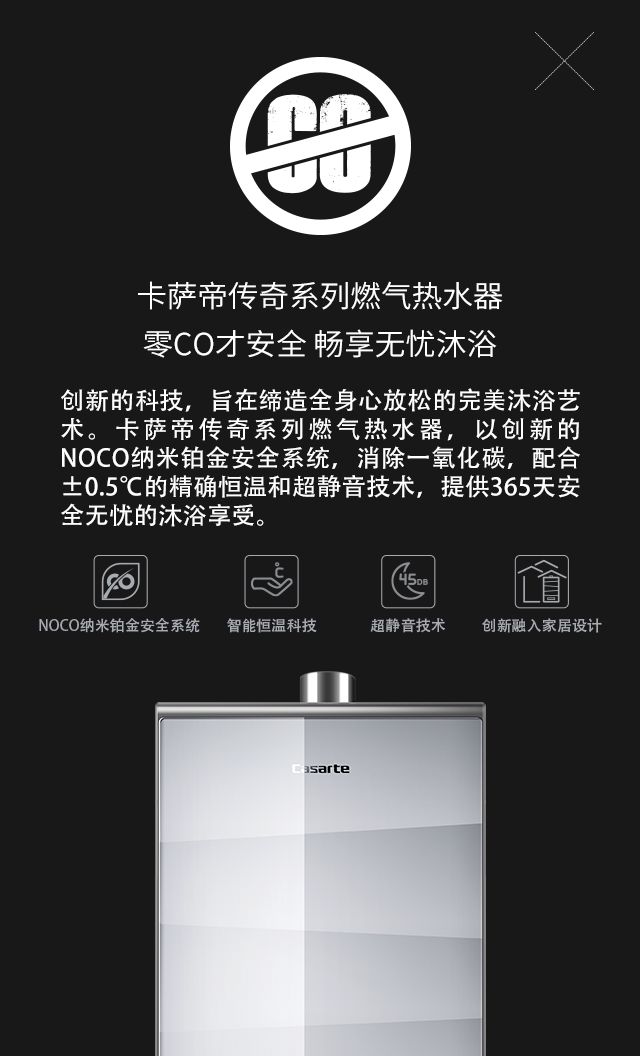 CO
卡萨帝传奇系列燃气热水器
零CO才安全 畅享无忧沐浴
创新的科技，旨在缔造全身心放松的完美沐浴艺
术。卡萨帝传奇系列燃气热水器，以创新的
NOCO纳米铂金安全系统，消除一氧化碳，配合
±0.5℃的精确恒温和超静音技术，提供365天安
全无忧的沐浴享受。
CO ℃ 45DB
NOCO纳米铂金安全系统 智能恒温科技 超静音技术 创新融入家居设计
Casarte